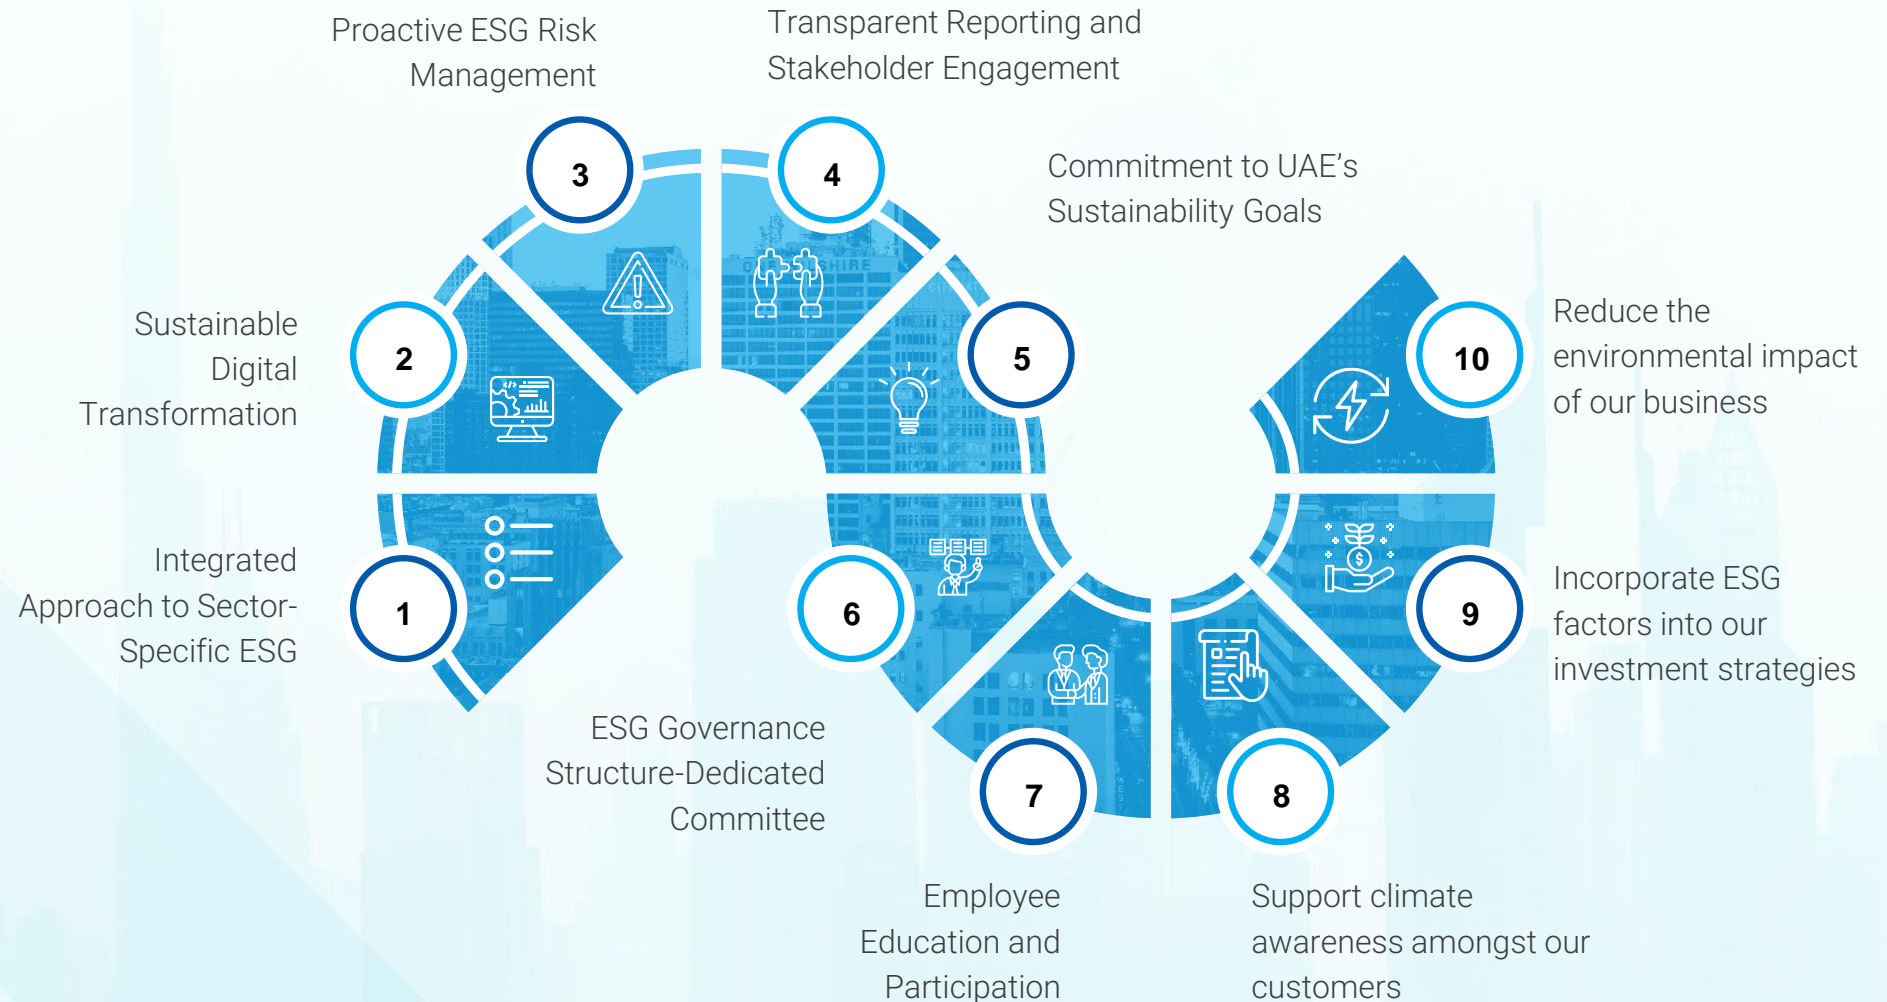 Proactive ESG Risk
Management
3
Transparent Reporting and
Stakeholder Engagement
4
Commitment to UAE’s
Sustainability Goals
5
Sustainable
Digital
Transformation
2
Integrated
Approach to Sector-
Specific ESG
1
ESG Governance
Structure-Dedicated
Committee
6
Employee
Education and
Participation
7
Support climate
awareness amongst our
customers
8
Incorporate ESG
factors into our
investment strategies
9
Reduce the
environmental impact
of our business
10